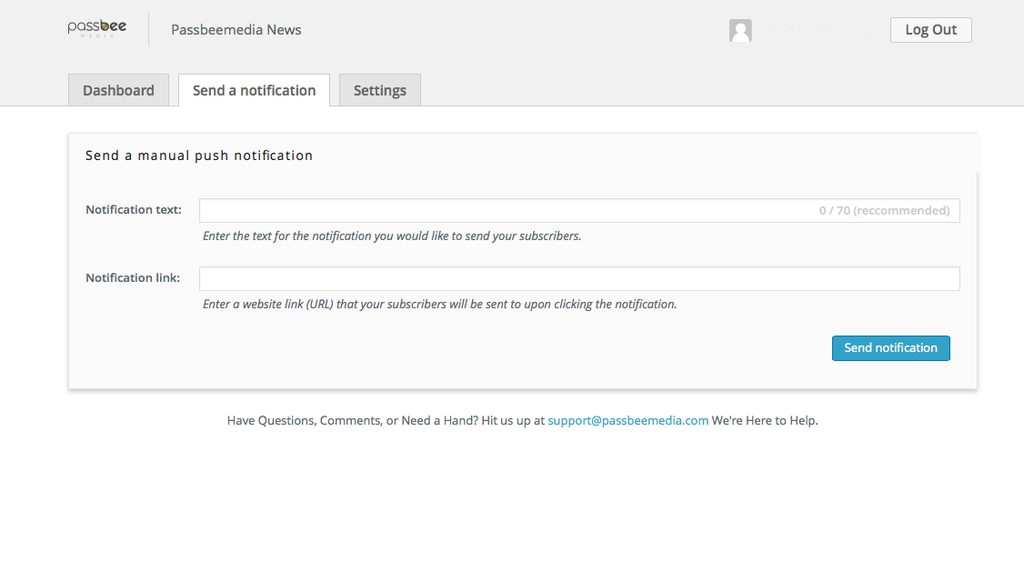 passbee
MEDIA
Passbeemedia News
Log Out
Dashboard
Send a notification
Settings
Send a manual push notification
Notification text:
0 / 70 (reccommended)
Enter the text for the notification you would like to send your subscribers.
Notification link:
Enter a website link (URL) that your subscribers will be sent to upon clicking the notification.
Send notification
Have Questions, Comments, or Need a Hand? Hit us up at support@passbeemedia.com We're Here to Help.